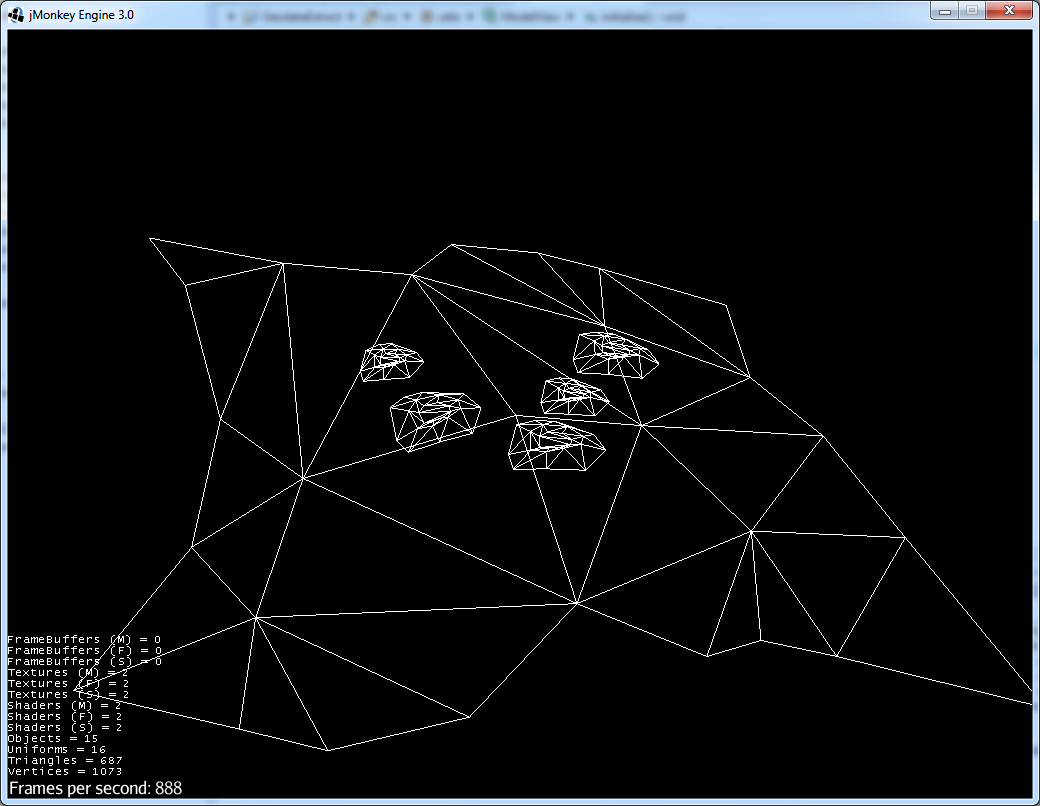 jMonkey Engine 3.0
FrameBuffers (M) = 0
FrameBuffers (F) = 0
FrameBuffers (S) = 0
Textures (M) = 2
Textures (F) = 2
Textures (S) = 2
Shaders (M) = 2
Shaders (F) = 2
Shaders (S) = 2
Objects = 15
Uniforms = 16
Triangles = 687
Vertices = 1073
Frames per second: 888